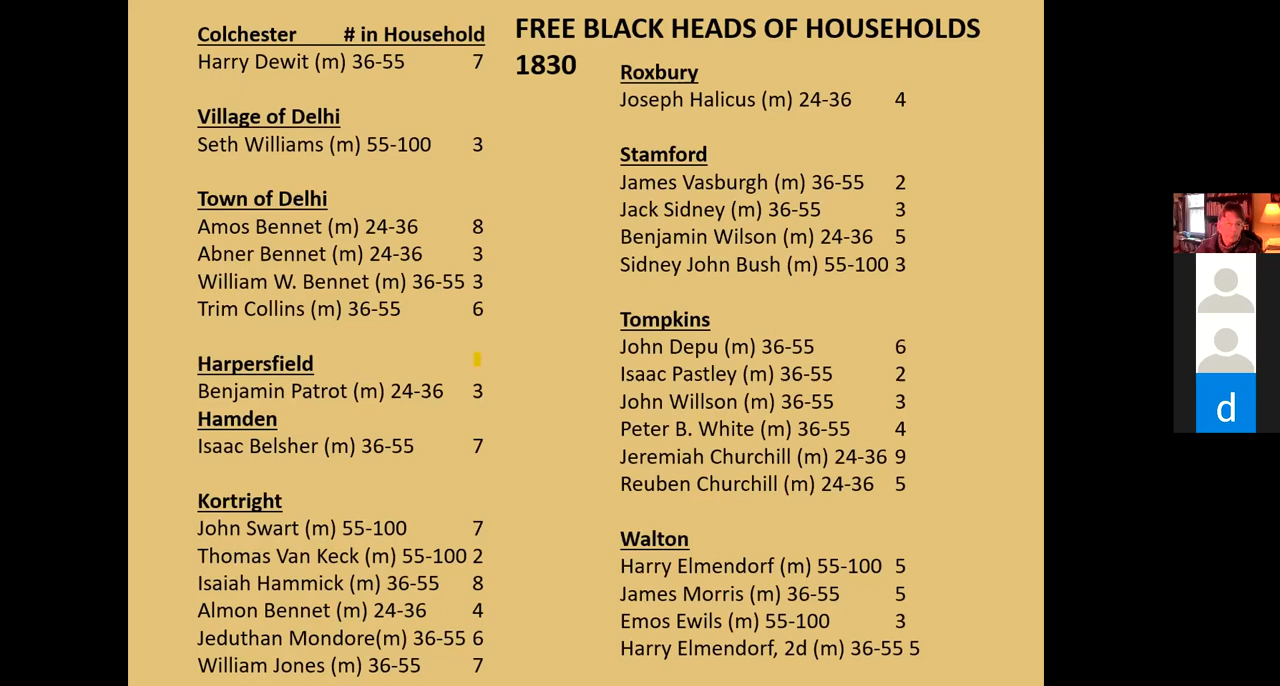 FREE BLACK HEADS OF HOUSEHOLDS
1830
Colchester # in Household
Harry Dewit (m) 36-55 7
Village of Delhi
Seth Williams (m) 55-100 3
Town of Delhi
Amos Bennet (m) 24-36 8
Abner Bennet (m) 24-36 3
William W. Bennet (m) 36-55 3
Trim Collins (m) 36-55 6
Harpersfield
Benjamin Patrot (m) 24-36 3
Hamden
Isaac Belsher (m) 36-55 7
Kortright
John Swart (m) 55-100 7
Thomas Van Keck (m) 55-100 2
Isaiah Hammick (m) 36-55 8
Almon Bennet (m) 24-36 4
Jeduthan Mondore(m) 36-55 6
William Jones (m) 36-55 7
Roxbury
Joseph Halicus (m) 24-36 4
Stamford
James Vasburgh (m) 36-55 2
Jack Sidney (m) 36-55 3
Benjamin Wilson (m) 24-36 5
Sidney John Bush (m) 55-100 3
Tompkins
John Depu (m) 36-55 6
Isaac Pastley (m) 36-55 2
John Willson (m) 36-55 3
Peter B. White (m) 36-55 4
Jeremiah Churchill (m) 24-36 9
Reuben Churchill (m) 24-36 5
Walton
Harry Elmendorf (m) 55-100 5
James Morris (m) 36-55 5
Emos Ewils (m) 55-100 3
Harry Elmendorf, 2d (m) 36-55 5
d